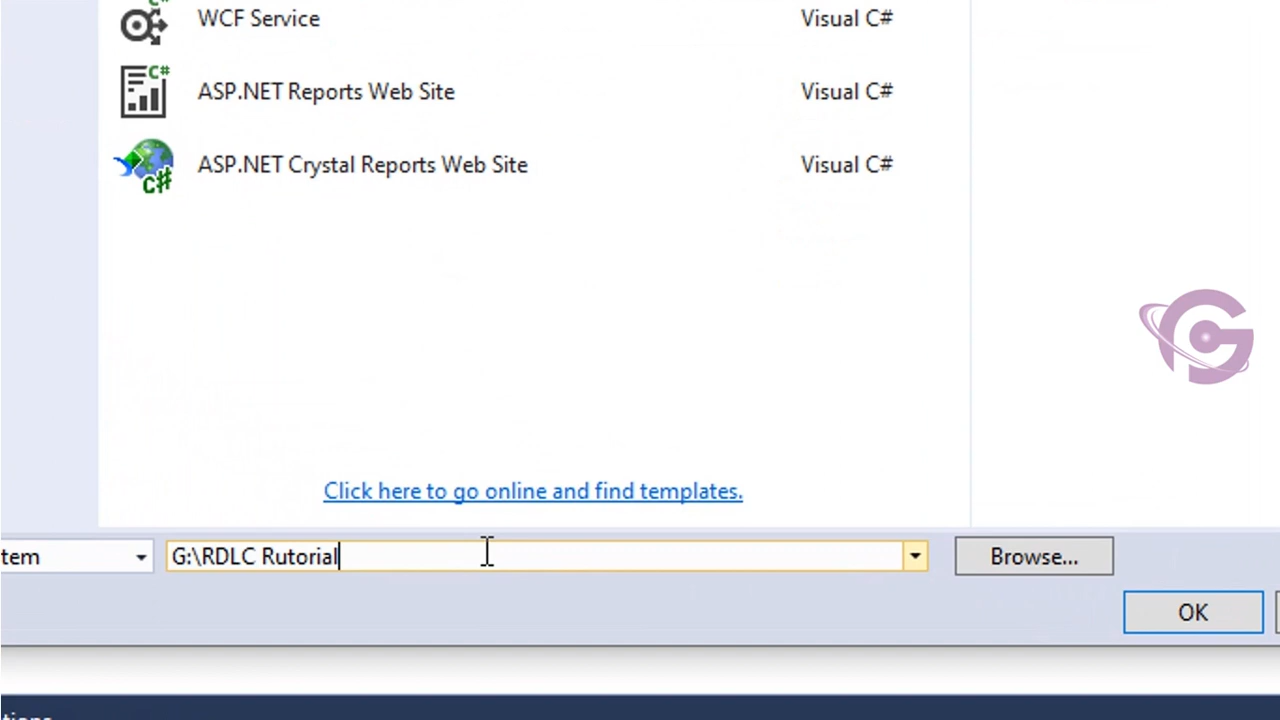 WCF Service Visual C#
ASP.NET Reports Web Site Visual C#
ASP.NET Crystal Reports Web Site Visual C#
Click here to go online and find templates.
tem G:\RDLC Rutorial Browse...
OK